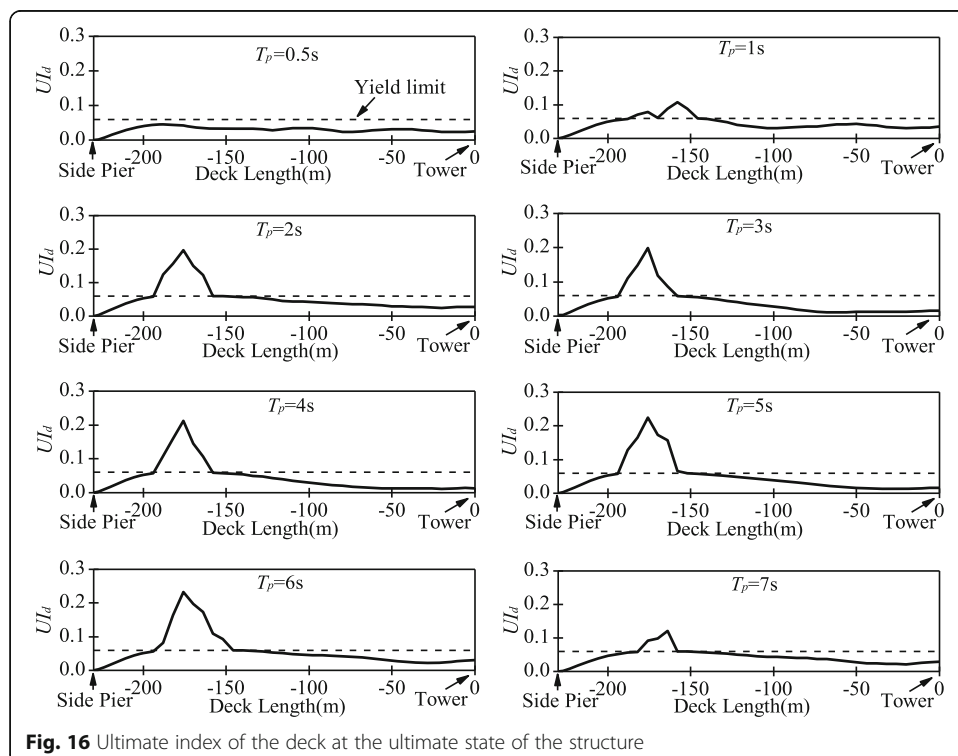 0.3
T_p=0.5s
UI_d
0.2
Yield limit
0.1
0.0
-200 -150 -100 -50 0
Side Pier Deck Length(m) Tower
0.3
T_p=1s
UI_d
0.2
0.1
0.0
-200 -150 -100 -50 0
Side Pier Deck Length(m) Tower
0.3
T_p=2s
UI_d
0.2
0.1
0.0
-200 -150 -100 -50 0
Side Pier Deck Length(m) Tower
0.3
T_p=3s
UI_d
0.2
0.1
0.0
-200 -150 -100 -50 0
Side Pier Deck Length(m) Tower
0.3
T_p=4s
UI_d
0.2
0.1
0.0
-200 -150 -100 -50 0
Side Pier Deck Length(m) Tower
0.3
T_p=5s
UI_d
0.2
0.1
0.0
-200 -150 -100 -50 0
Side Pier Deck Length(m) Tower
0.3
T_p=6s
UI_d
0.2
0.1
0.0
-200 -150 -100 -50 0
Side Pier Deck Length(m) Tower
0.3
T_p=7s
UI_d
0.2
0.1
0.0
-200 -150 -100 -50 0
Side Pier Deck Length(m) Tower
Fig. 16 Ultimate index of the deck at the ultimate state of the structure